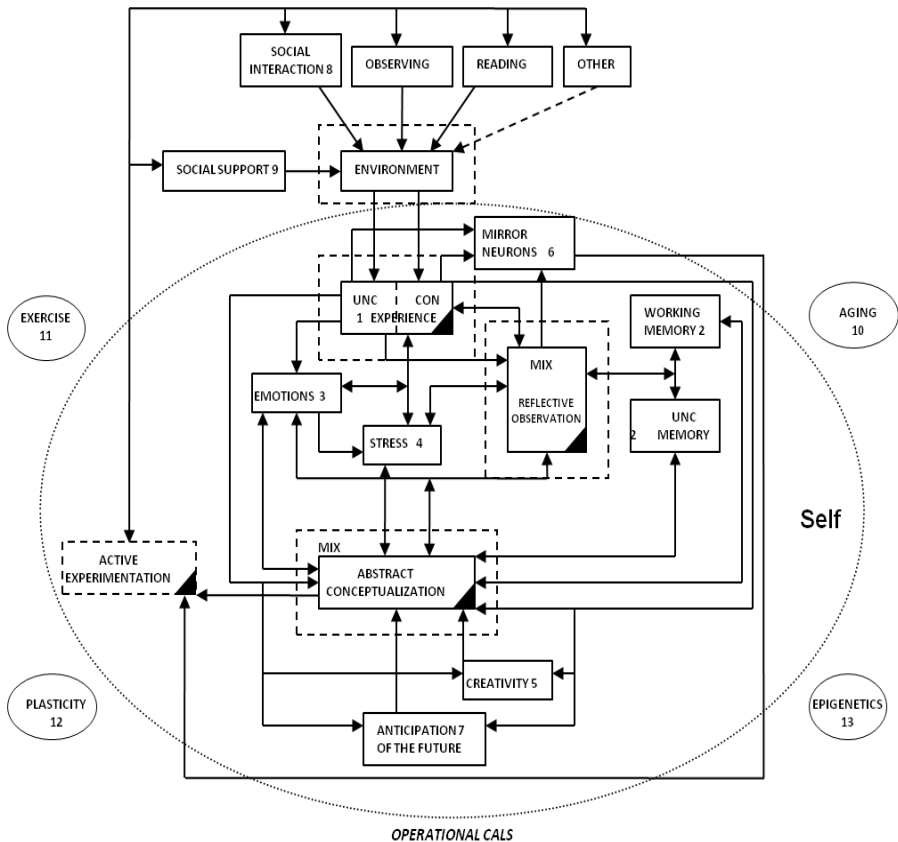 SOCIAL
INTERACTION 8
OBSERVING
READING
OTHER
SOCIAL SUPPORT 9
ENVIRONMENT
MIRROR
NEURONS 6
EXERCISE
11
UNC CON
1 EXPERIENCE
WORKING
MEMORY 2
AGING
10
MIX
REFLECTIVE
OBSERVATION
EMOTIONS 3
STRESS 4
UNC
2 MEMORY
Self
MIX
ABSTRACT
CONCEPTUALIZATION
ACTIVE
EXPERIMENTATION
CREATIVITY 5
PLASTICITY
12
ANTICIPATION 7
OF THE FUTURE
EPIGENETICS
13
OPERATIONAL CALS